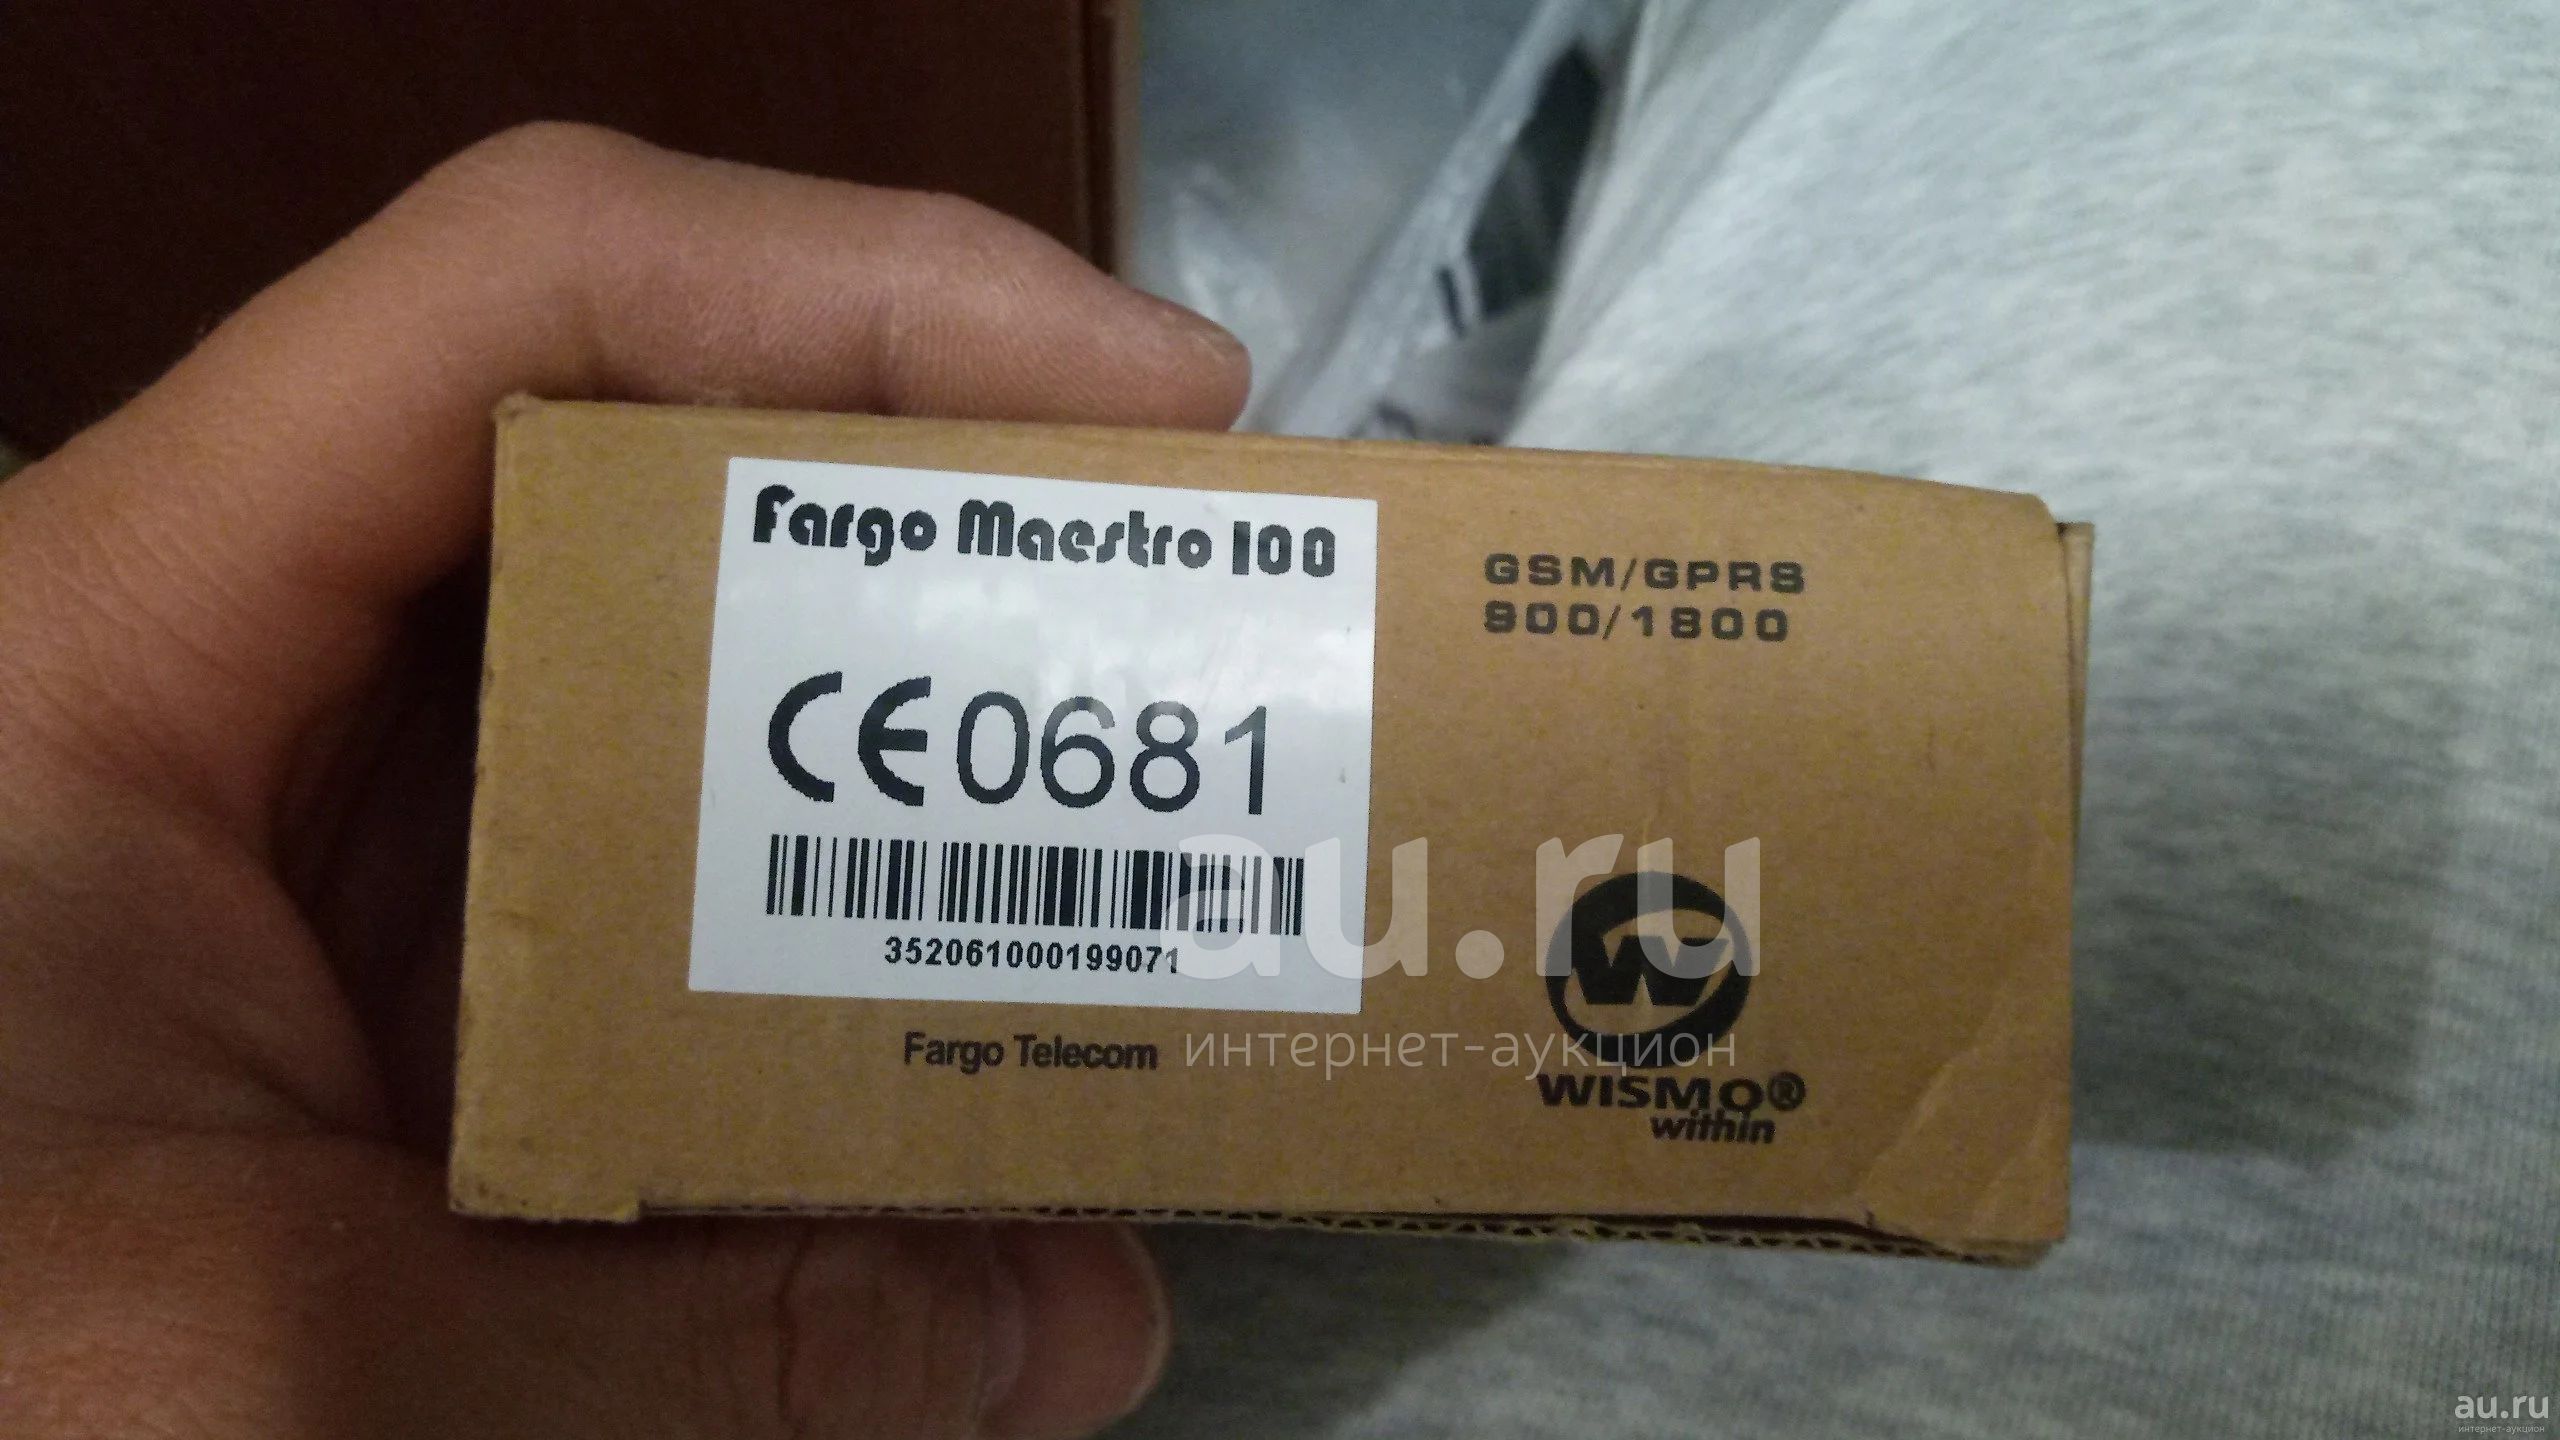 Fargo Maestro 100
GSM/GPRS
900/1800
CE0681
352061000199071
Fargo Telecom
W
WISMO®
within
au.ru
интернет-аукцион
au.ru
интернет-аукцион